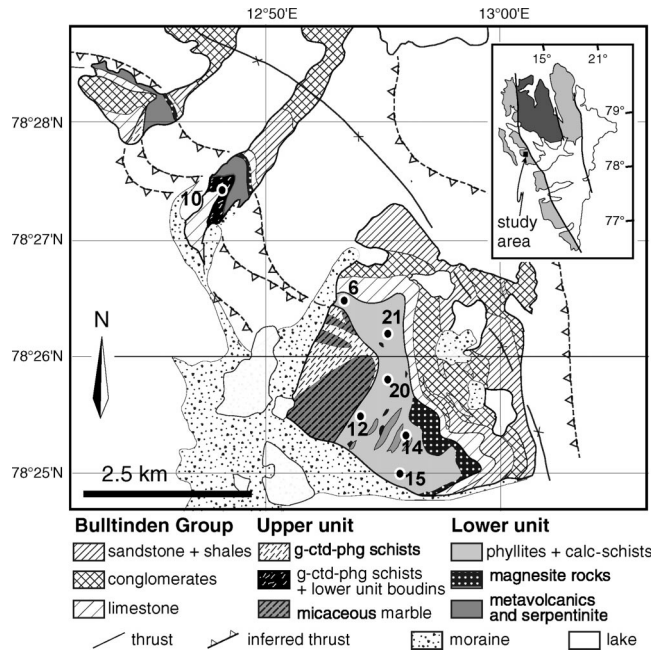 12°50'E 13°00'E
78°28'N
78°27'N
78°26'N
78°25'N
15° 21°
79°
78°
77°
study
area
10
6
21
20
12
14
15
N
2.5 km
Bulltinden Group
sandstone + shales
conglomerates
limestone
Upper unit
g-ctd-phg schists
g-ctd-phg schists
+ lower unit boudins
micaceous marble
Lower unit
phyllites + calc-schists
magnesite rocks
metavolcanics
and serpentinite
thrust inferred thrust moraine lake